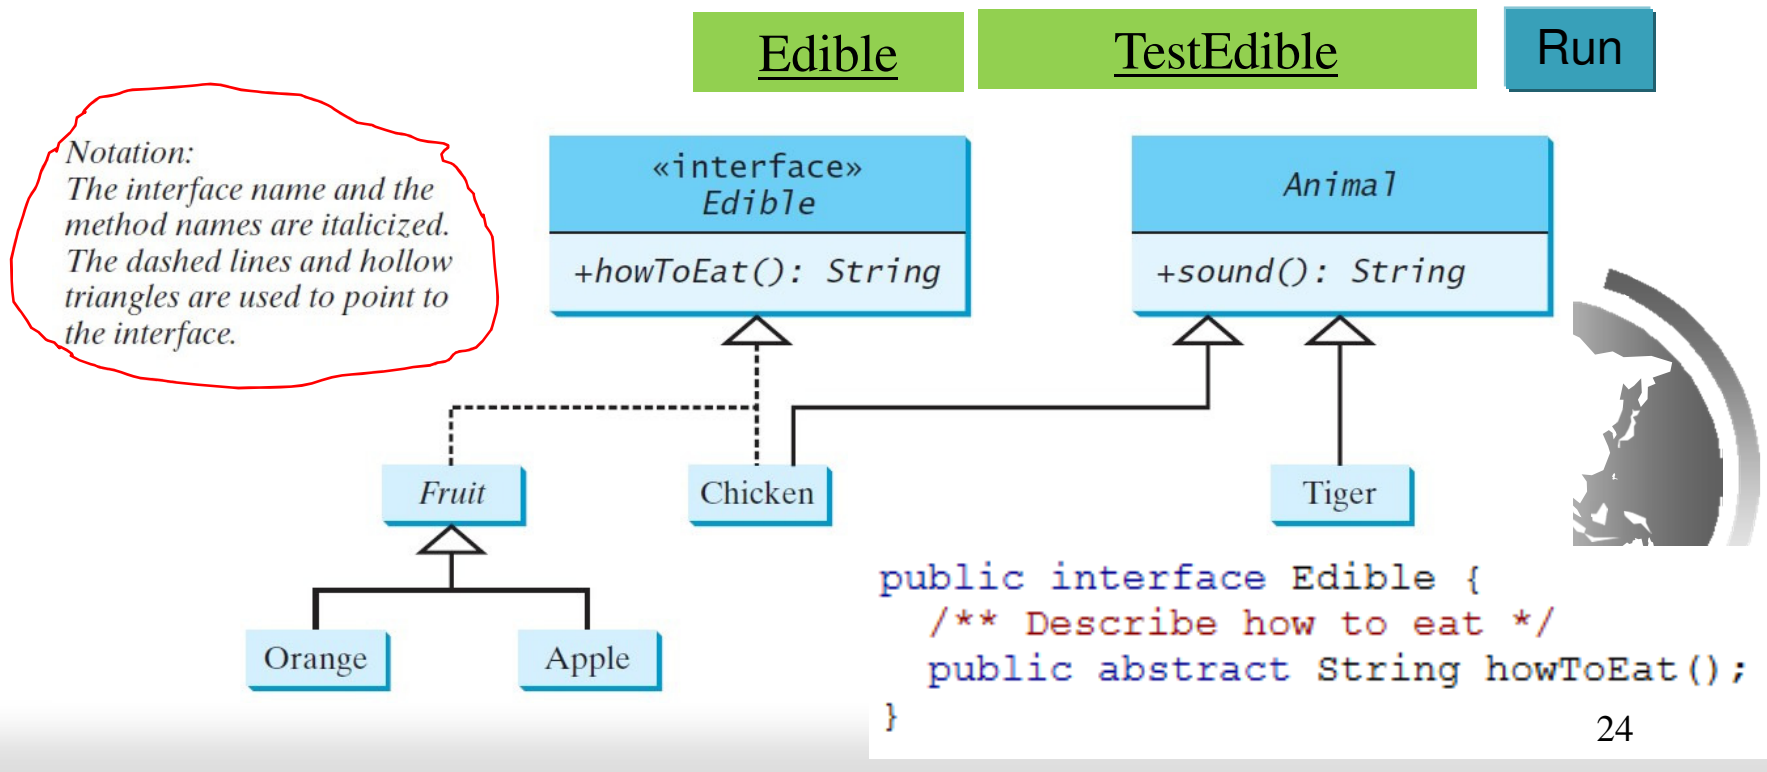 Edible
TestEdible
Run
Notation:
The interface name and the
method names are italicized.
The dashed lines and hollow
triangles are used to point to
the interface.
«interface»
Edible
+howToEat(): String
Animal
+sound(): String
Fruit
Chicken
Tiger
Orange
Apple
public interface Edible {
/** Describe how to eat */
public abstract String howToEat();
}
24